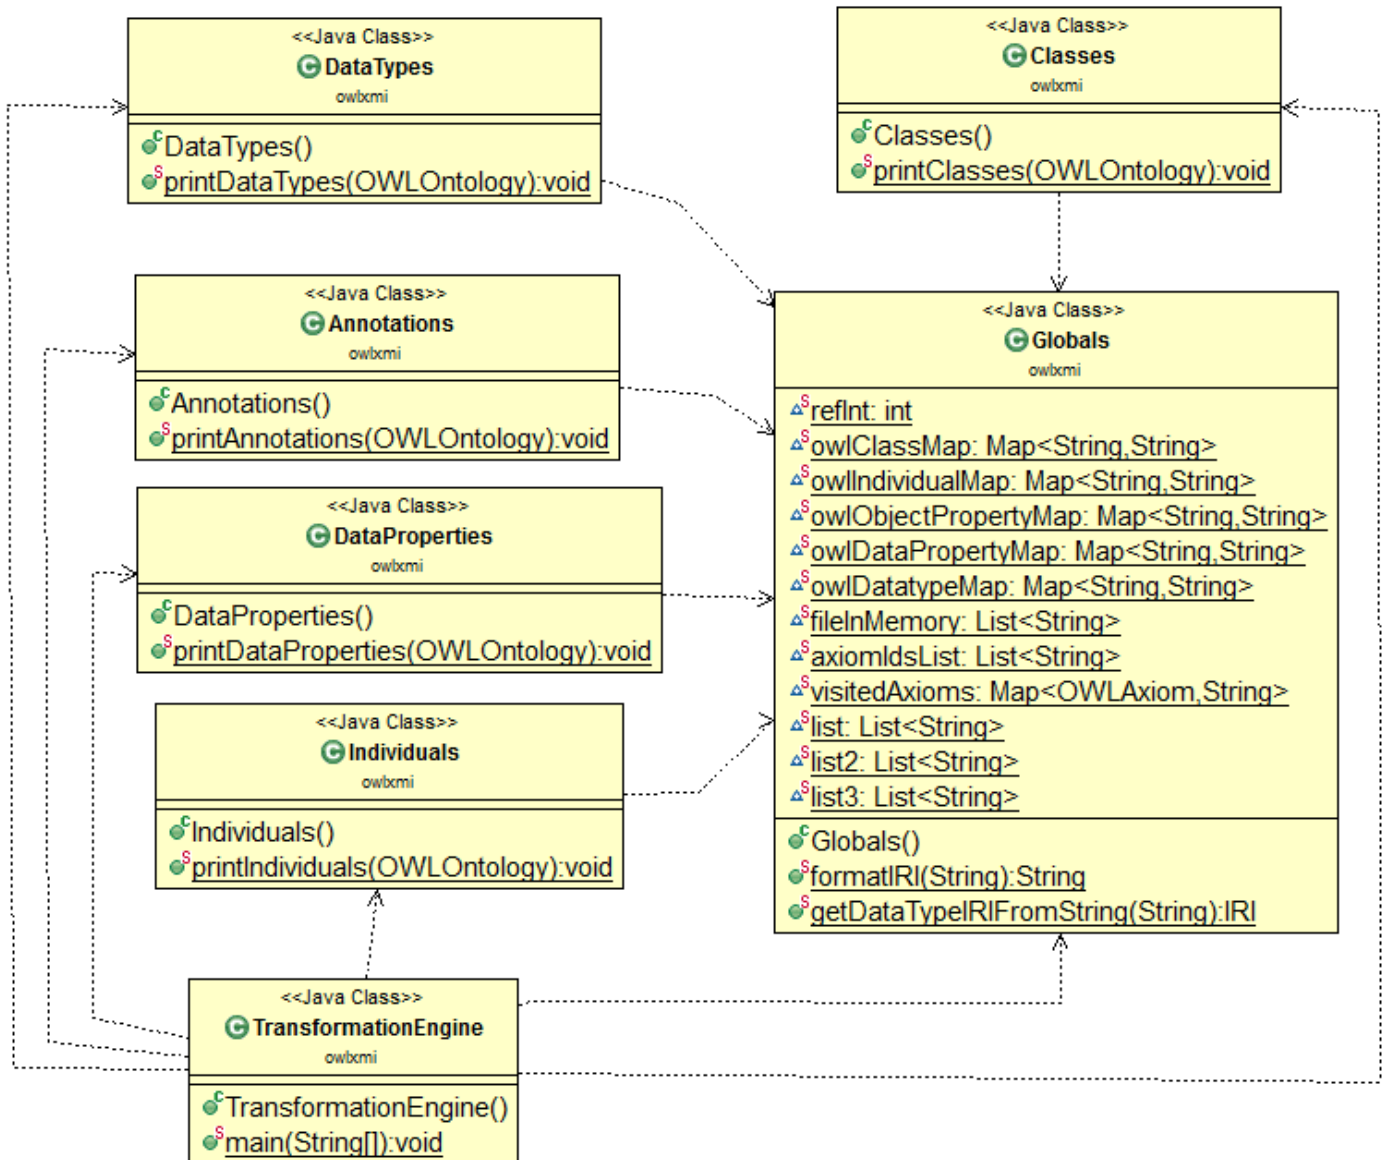 <<Java Class>>
DataTypes
owlxmi
DataTypes()
printDataTypes(OWLOntology):void
<<Java Class>>
Classes
owlxmi
Classes()
printClasses(OWLOntology):void
<<Java Class>>
Annotations
owlxmi
Annotations()
printAnnotations(OWLOntology):void
<<Java Class>>
DataProperties
owlxmi
DataProperties()
printDataProperties(OWLOntology):void
<<Java Class>>
Individuals
owlxmi
Individuals()
printIndividuals(OWLOntology):void
<<Java Class>>
Globals
owlxmi
refInt: int
owlClassMap: Map<String,String>
owlIndividualMap: Map<String,String>
owlObjectPropertyMap: Map<String,String>
owlDataPropertyMap: Map<String,String>
owlDatatypeMap: Map<String,String>
fileInMemory: List<String>
axiomIdsList: List<String>
visitedAxioms: Map<OWLAxiom,String>
list: List<String>
list2: List<String>
list3: List<String>
Globals()
formatIRI(String):String
getDataTypeIRIFromString(String):IRI
<<Java Class>>
TransformationEngine
owlxmi
TransformationEngine()
main(String[]):void